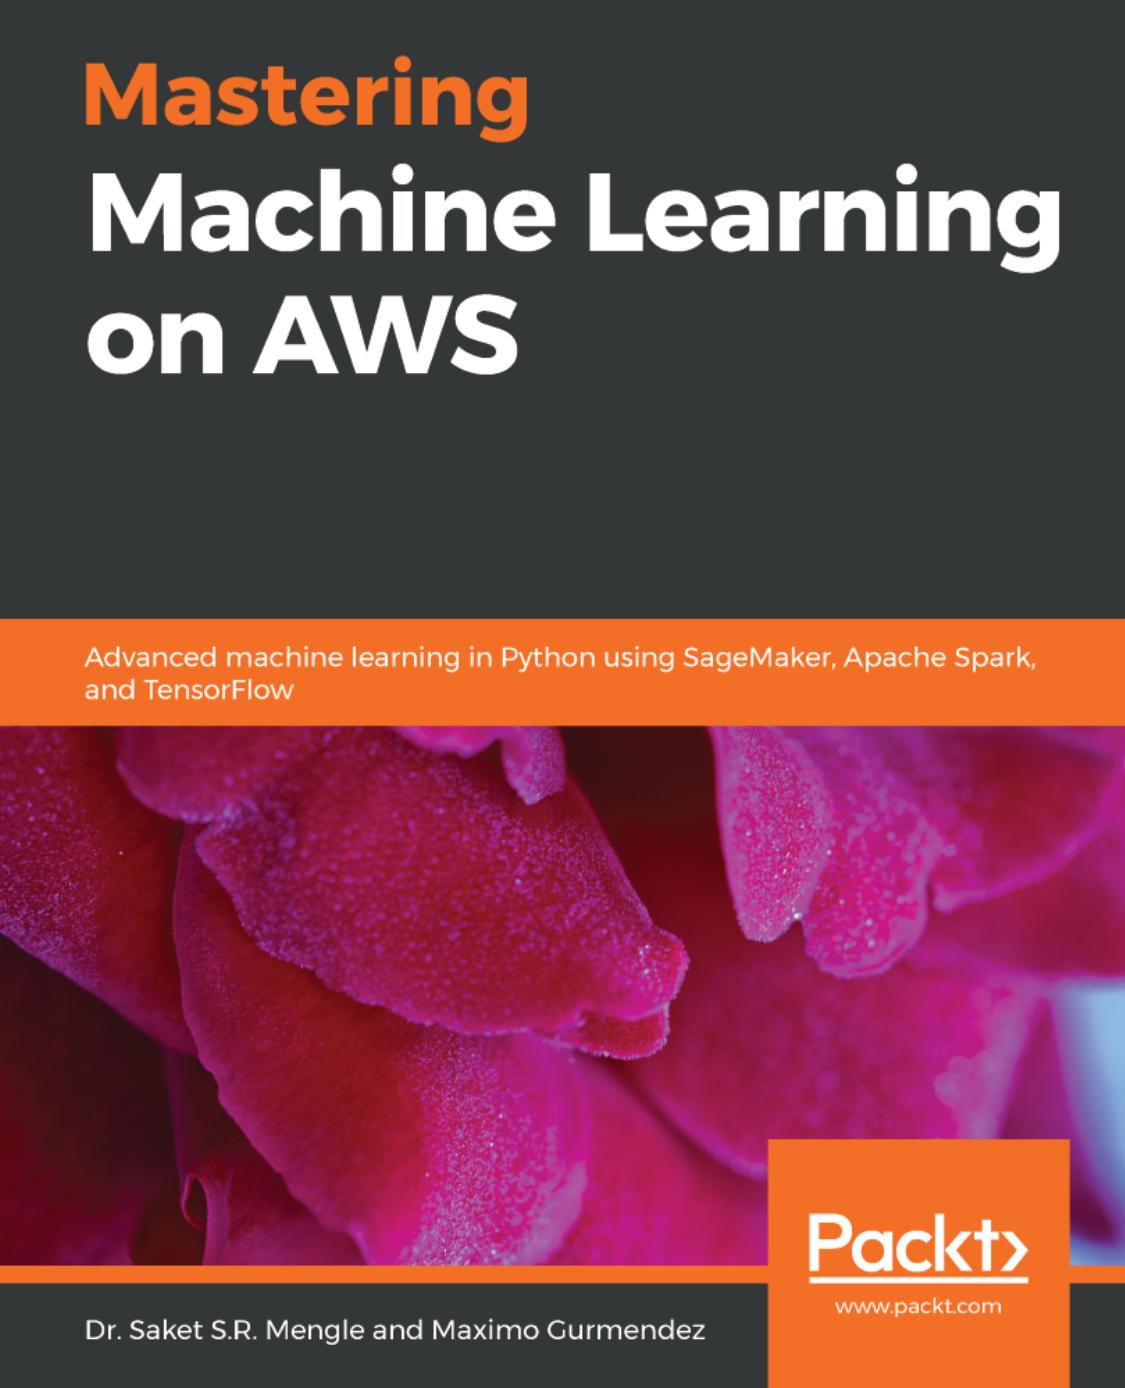 Mastering
Machine Learning
on AWS
Advanced machine learning in Python using SageMaker, Apache Spark,
and TensorFlow
Packt>
www.packt.com
Dr. Saket S.R. Mengle and Maximo Gurmendez